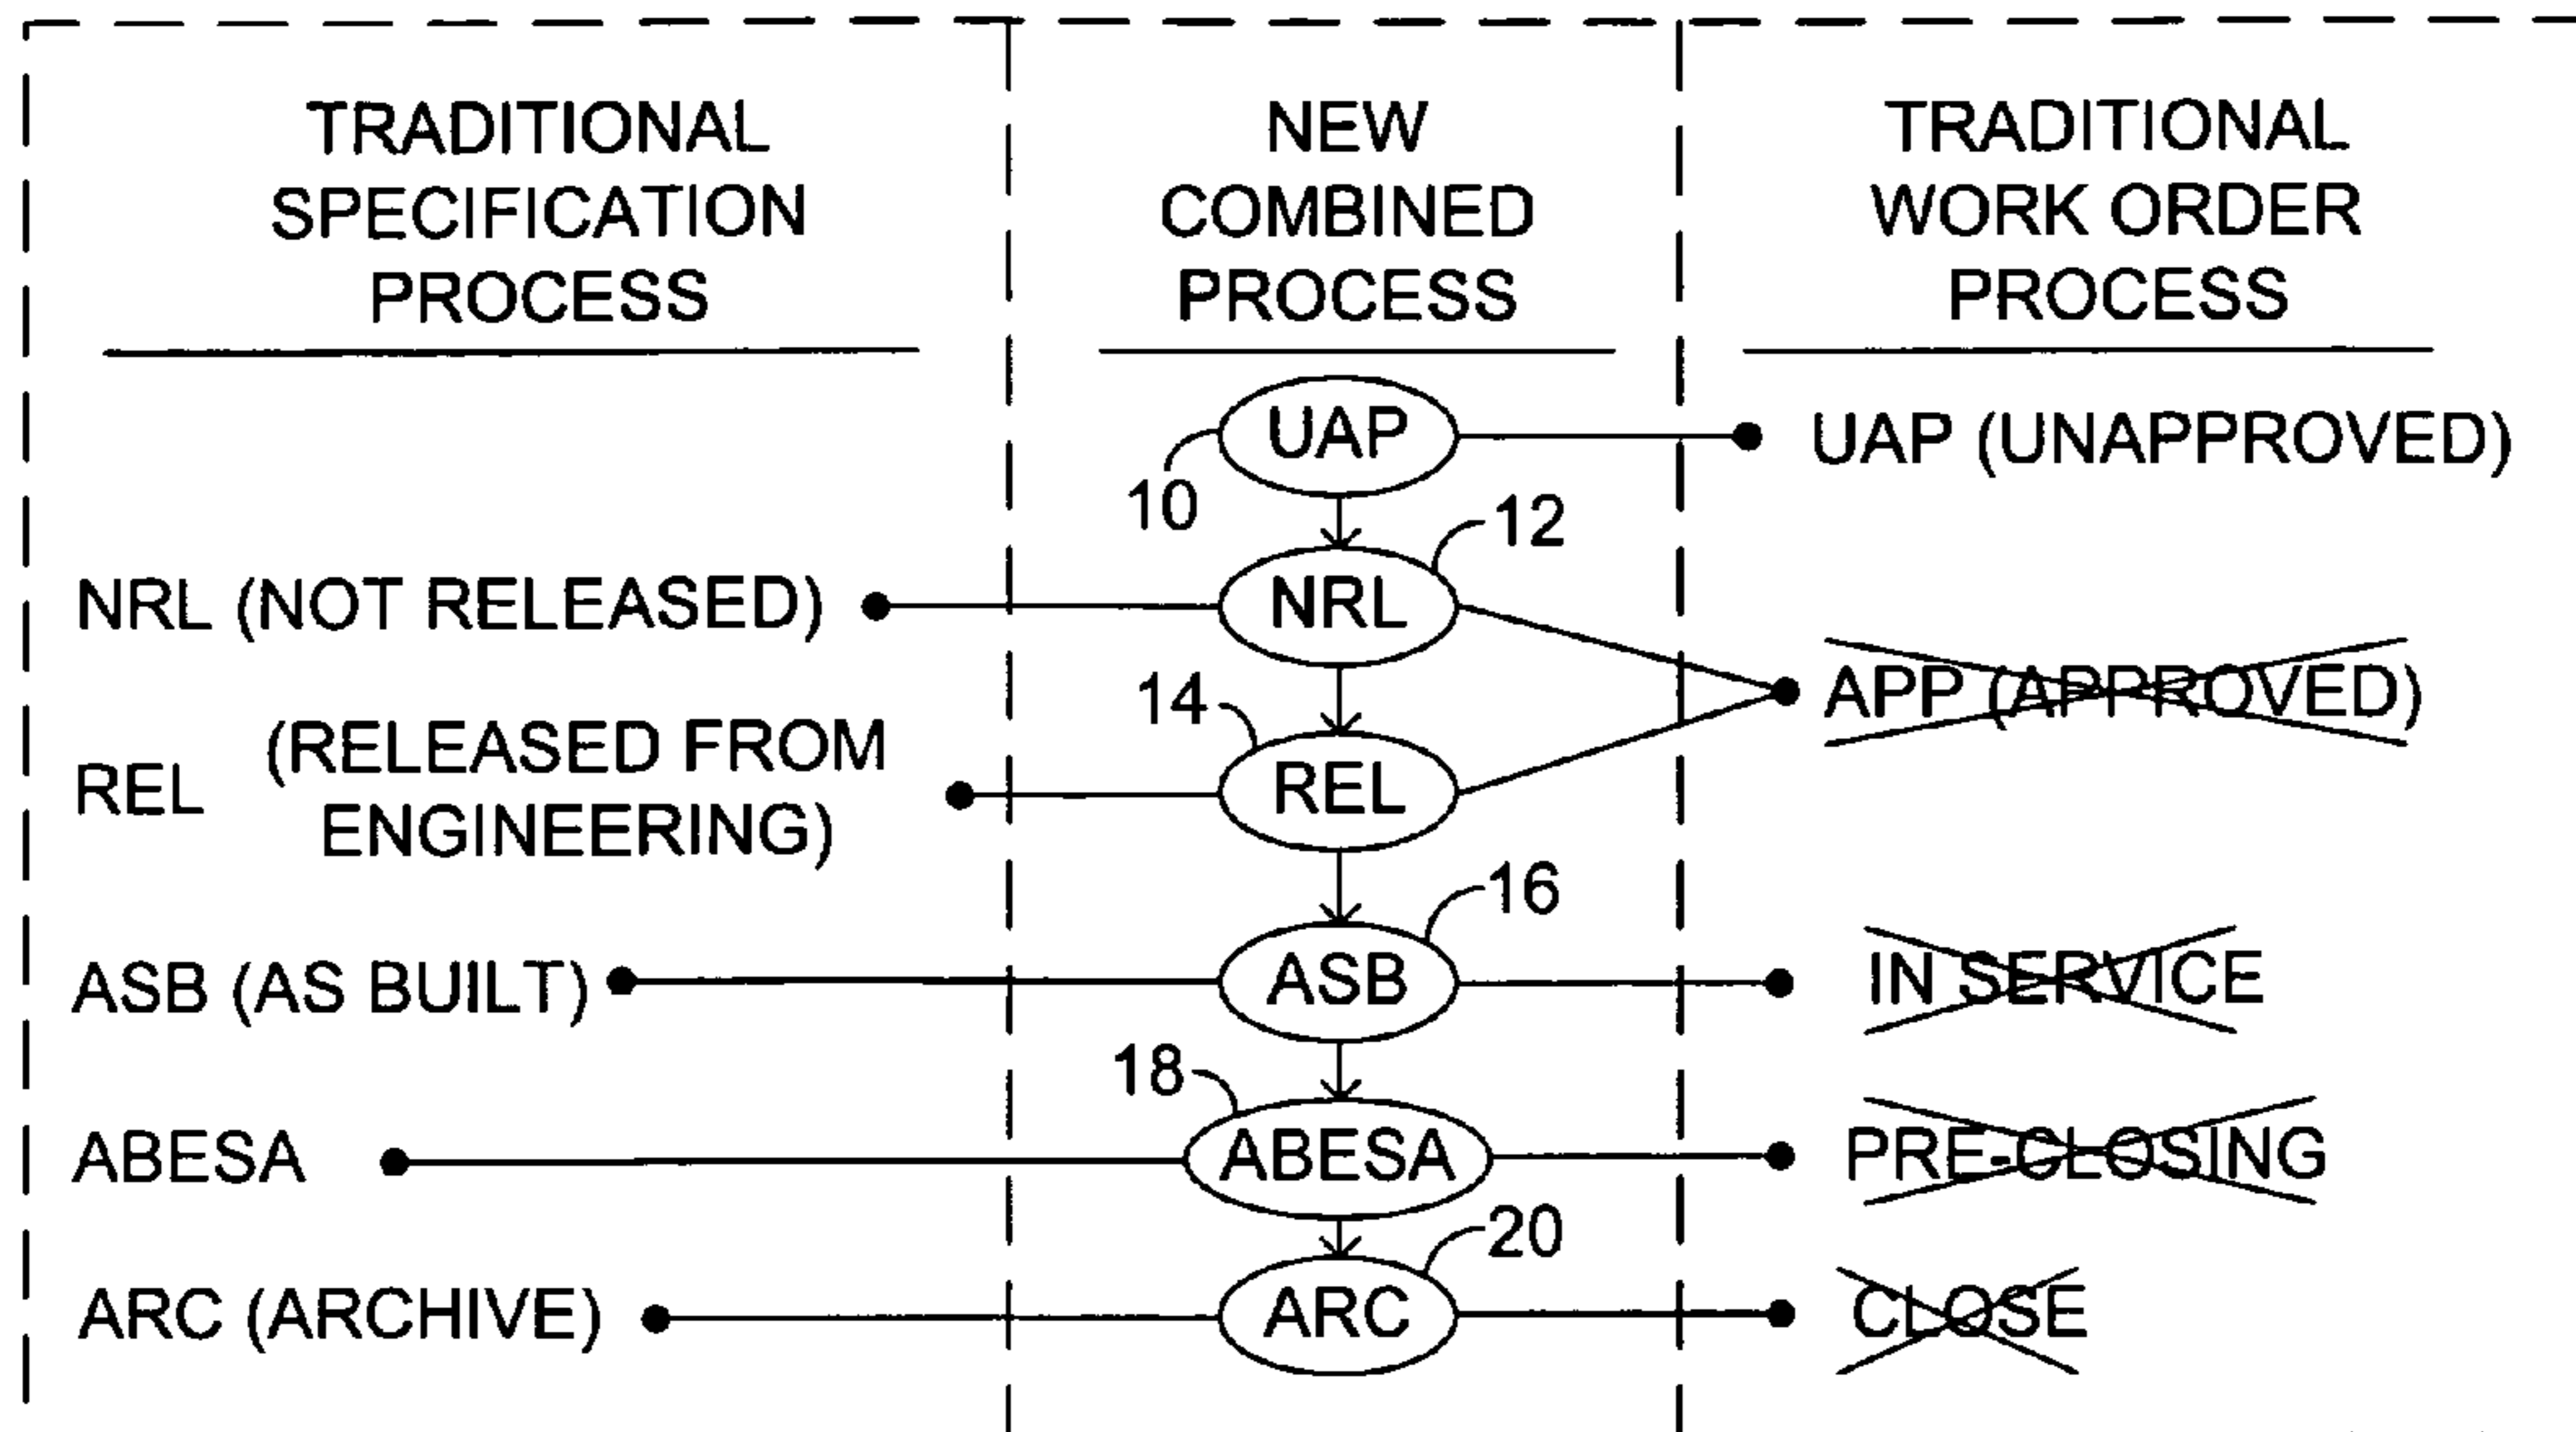 TRADITIONAL
SPECIFICATION
PROCESS
NEW
COMBINED
PROCESS
TRADITIONAL
WORK ORDER
PROCESS
UAP
10
UAP (UNAPPROVED)
12
NRL (NOT RELEASED)
NRL
APP (APPROVED)
14
REL
(RELEASED FROM
ENGINEERING)
REL
16
ASB (AS BUILT)
ASB
IN SERVICE
18
ABESA
ABESA
PRE-CLOSING
20
ARC (ARCHIVE)
ARC
CLOSE